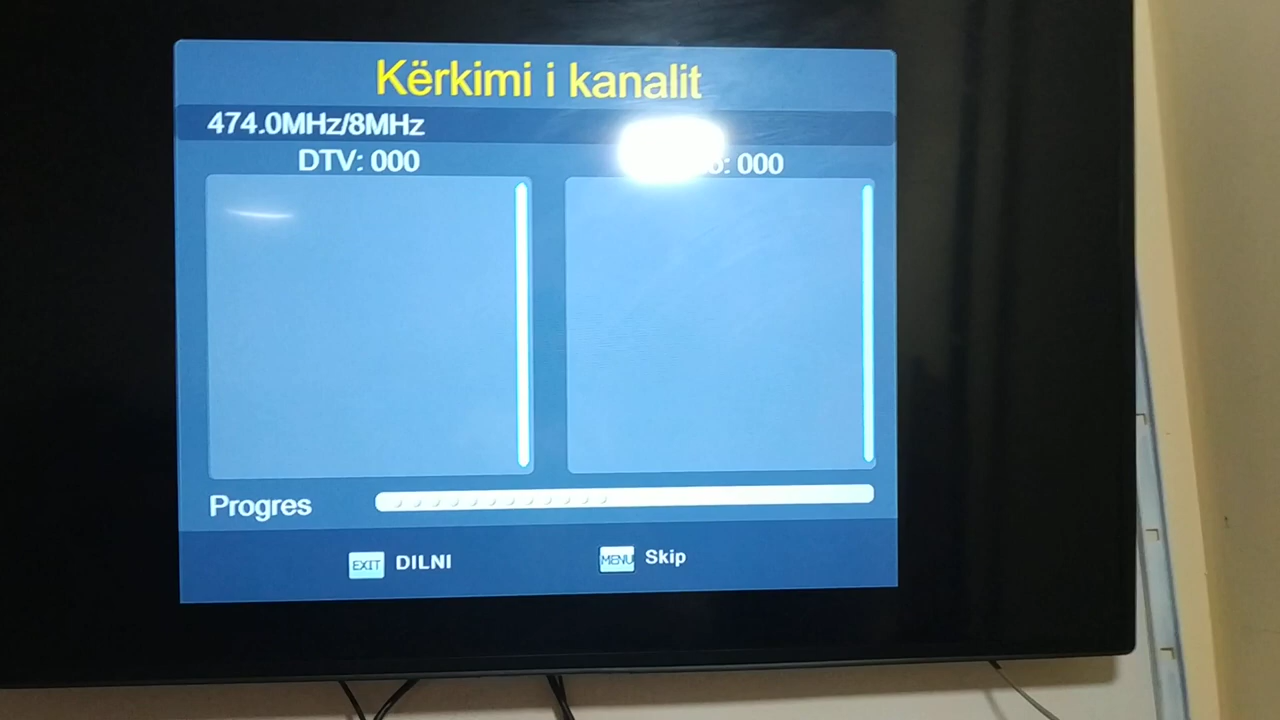 Kërkimi i kanalit
474.0MHz/8MHz
DTV: 000
: 000
Progres
EXIT DILNI
MENU Skip